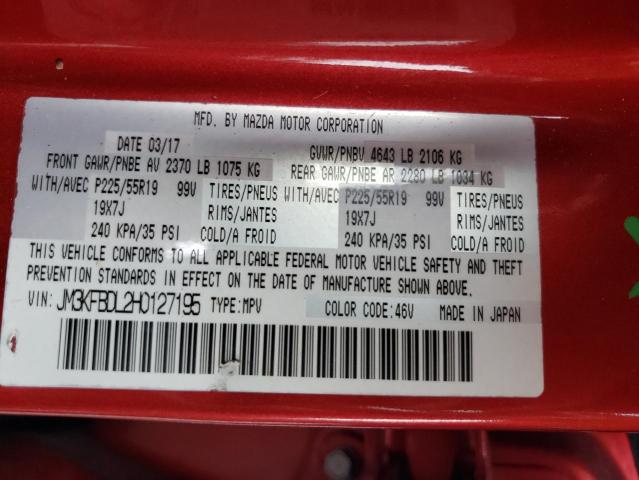 MFD. BY MAZDA MOTOR CORPORATION
DATE 03/17 GVWR/PNBV 4643 LB 2106 KG
FRONT GAWR/PNBE AV 2370 LB 1075 KG REAR GAWR/PNBE AR 2280 LB 1034 KG
WITH/AVEC P225/55R19 99V TIRES/PNEUS WITH/AVEC P225/55R19 99V TIRES/PNEUS
19X7J RIMS/JANTES 19X7J RIMS/JANTES
240 KPA/35 PSI COLD/A FROID 240 KPA/35 PSI COLD/A FROID
THIS VEHICLE CONFORMS TO ALL APPLICABLE FEDERAL MOTOR VEHICLE SAFETY AND THEFT
PREVENTION STANDARDS IN EFFECT ON THE DATE OF MANUFACTURE SHOWN ABOVE.
VIN: JM3KFBDL2H0127195 TYPE: MPV COLOR CODE: 46V MADE IN JAPAN